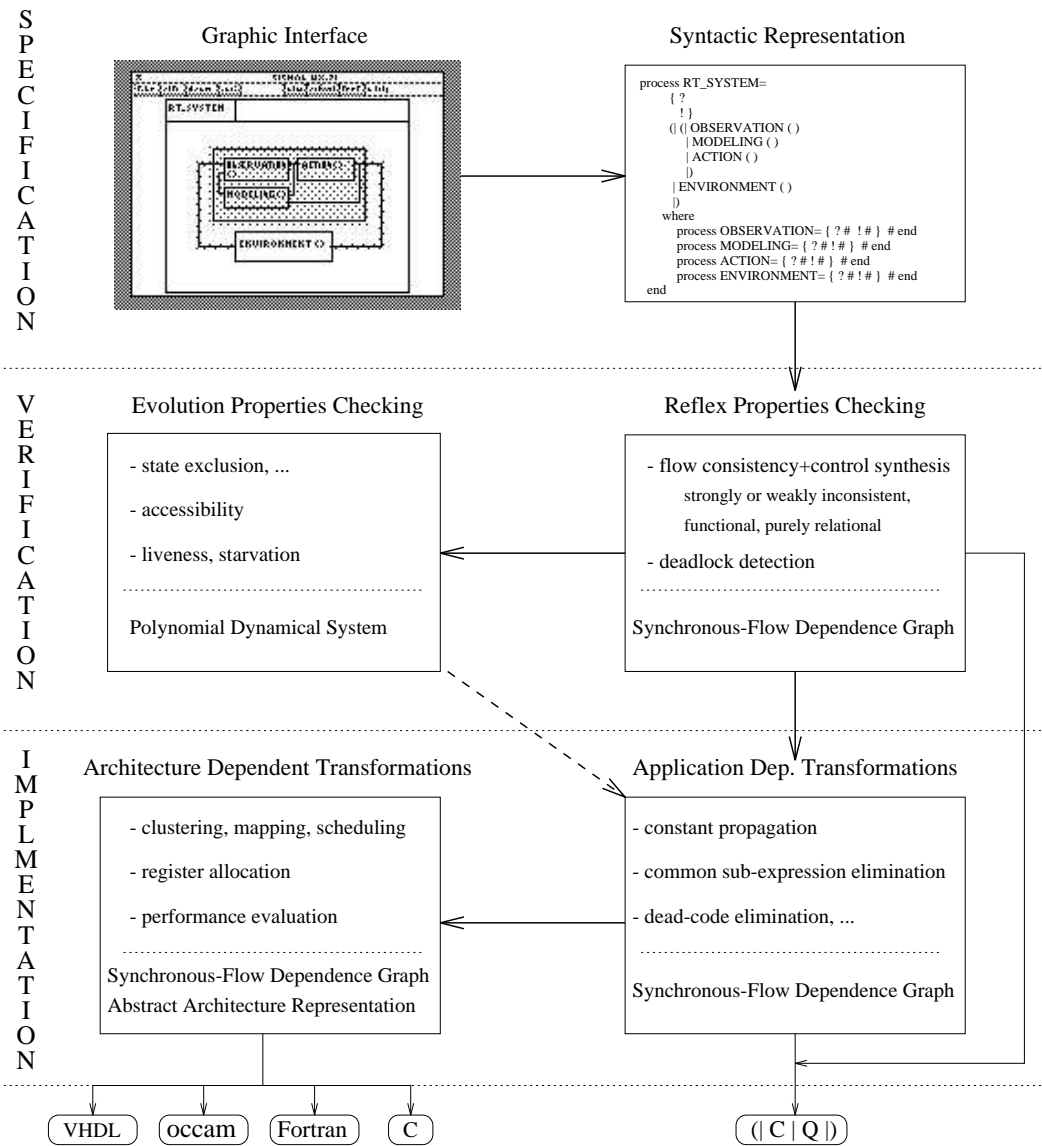 SPECIFICATION
Graphic Interface
RT_SYSTEM
OBSERVATION
()
ACTION()
MODELING()
ENVIRONMENT ()
Syntactic Representation
process RT_SYSTEM=
{ ?
! }
(| (| OBSERVATION ( )
| MODELING ( )
| ACTION ( )
|)
| ENVIRONMENT ( )
|)
where
process OBSERVATION= { ? # ! # } # end
process MODELING= { ? # ! # } # end
process ACTION= { ? # ! # } # end
process ENVIRONMENT= { ? # ! # } # end
end
VERIFICATION
Evolution Properties Checking
- state exclusion, ...
- accessibility
- liveness, starvation
Polynomial Dynamical System
Reflex Properties Checking
- flow consistency+control synthesis
strongly or weakly inconsistent,
functional, purely relational
- deadlock detection
Synchronous-Flow Dependence Graph
IMPLMENTATION
Architecture Dependent Transformations
- clustering, mapping, scheduling
- register allocation
- performance evaluation
Synchronous-Flow Dependence Graph
Abstract Architecture Representation
Application Dep. Transformations
- constant propagation
- common sub-expression elimination
- dead-code elimination, ...
Synchronous-Flow Dependence Graph
VHDL
occam
Fortran
C
(| C | Q |)